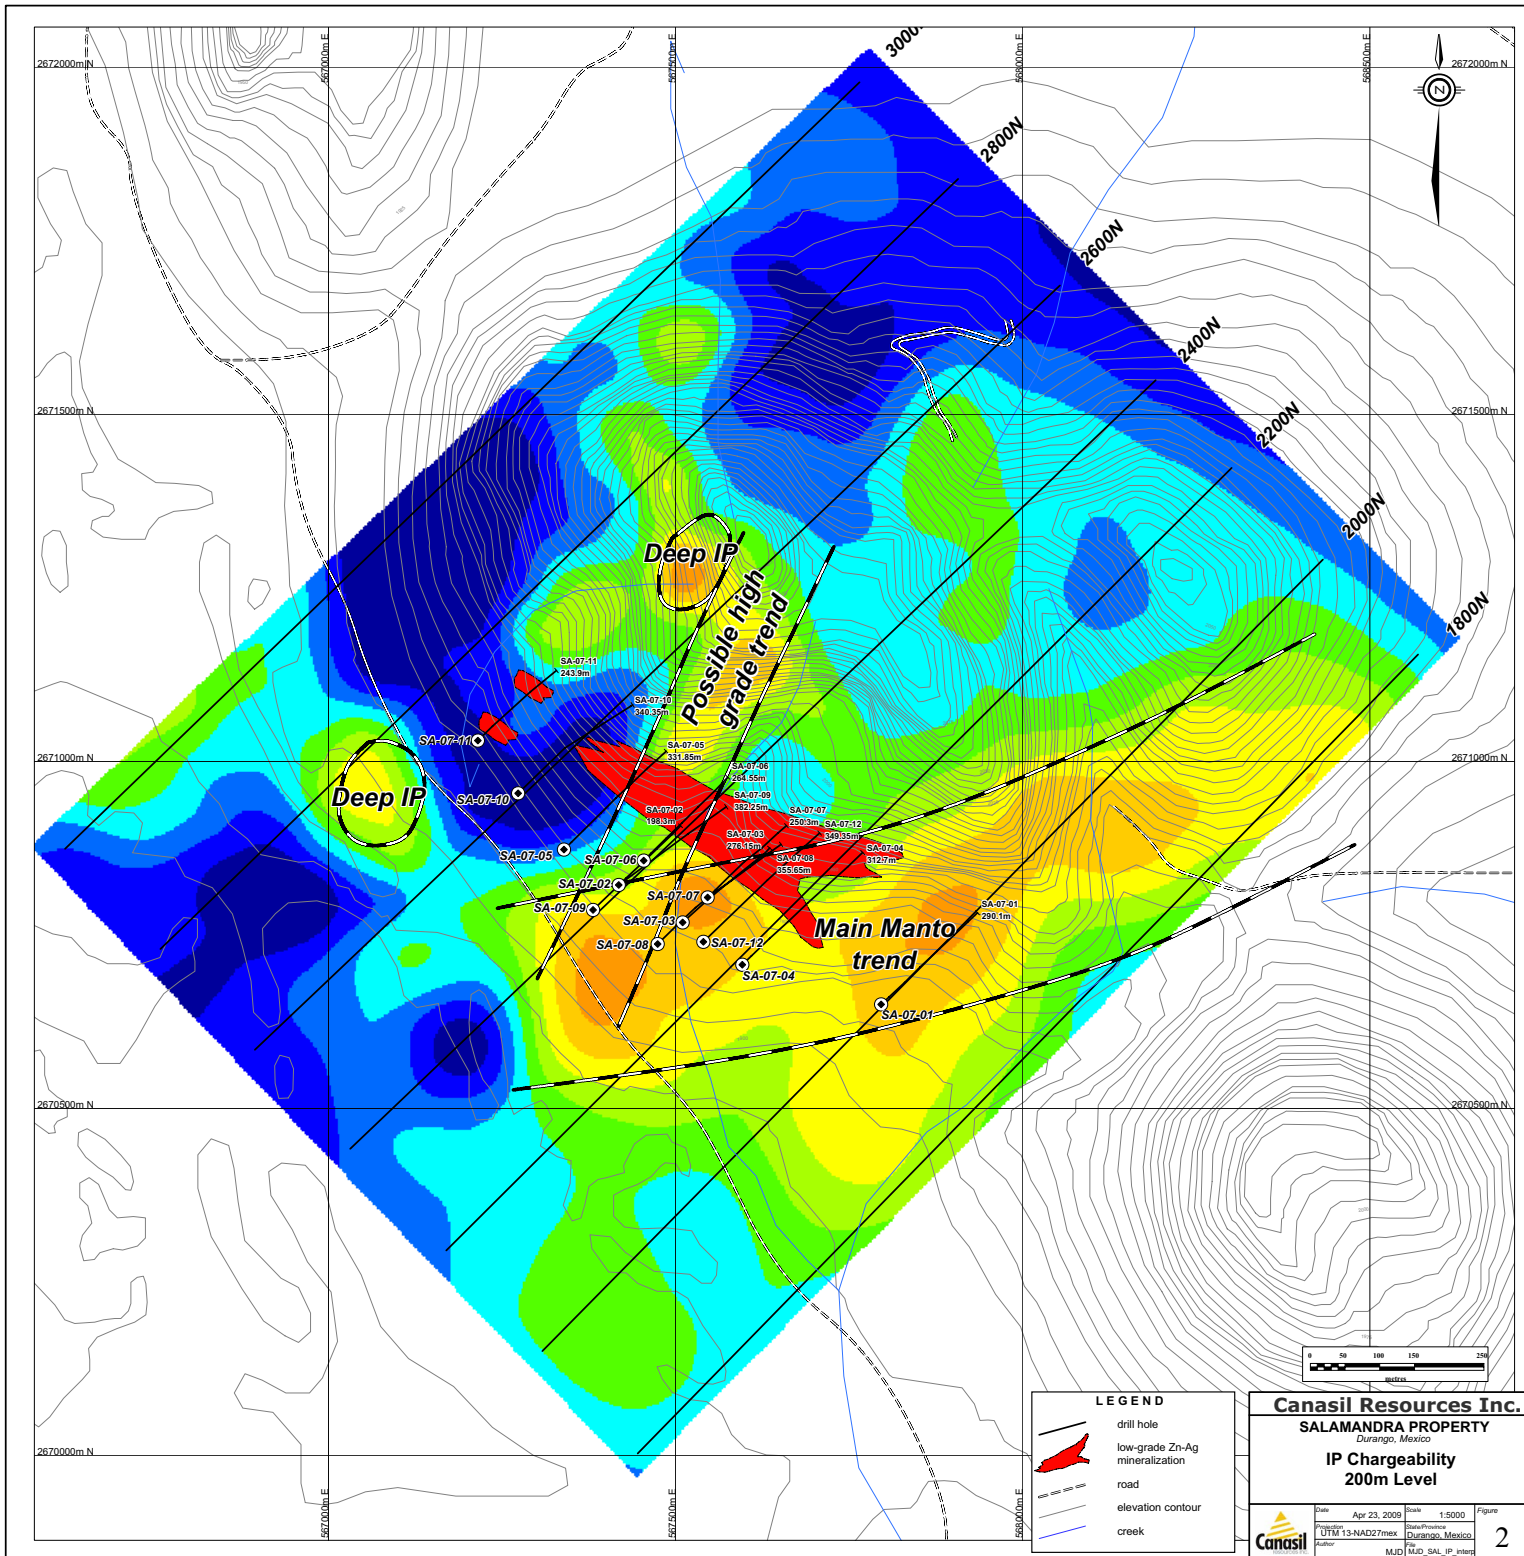 2672000m N
567000m E
567500m E
568000m E
568500m E
2672000m N
3000N
2800N
2600N
2400N
2200N
2000N
1800N
N
2671500m N
2671500m N
Deep IP
Possible high
grade trend
SA-07-11
243.9m
SA-07-10
340.35m
SA-07-11
SA-07-05
331.85m
2671000m N
2671000m N
SA-07-06
264.55m
Deep IP
SA-07-10
SA-07-09
382.25m
SA-07-02
198.3m
SA-07-07
250.3m
SA-07-12
349.35m
SA-07-03
276.15m
SA-07-04
312.7m
SA-07-08
355.65m
SA-07-05
SA-07-06
SA-07-02
SA-07-07
SA-07-09
SA-07-03
SA-07-01
290.1m
SA-07-08
SA-07-12
Main Manto
trend
SA-07-04
SA-07-01
2670500m N
2670500m N
0 50 100 150 250
metres
2670000m N
567000m E
567500m E
568000m E
LEGEND
drill hole
low-grade Zn-Ag
mineralization
road
elevation contour
creek
Canasil Resources Inc.
SALAMANDRA PROPERTY
Durango, Mexico
IP Chargeability
200m Level
Canasil
Date
Apr 23, 2009
Scale
1:5000
Figure
2
Projection
UTM 13-NAD27mex
State/Province
Durango, Mexico
Author
MJD
File
MJD_SAL_IP_interp